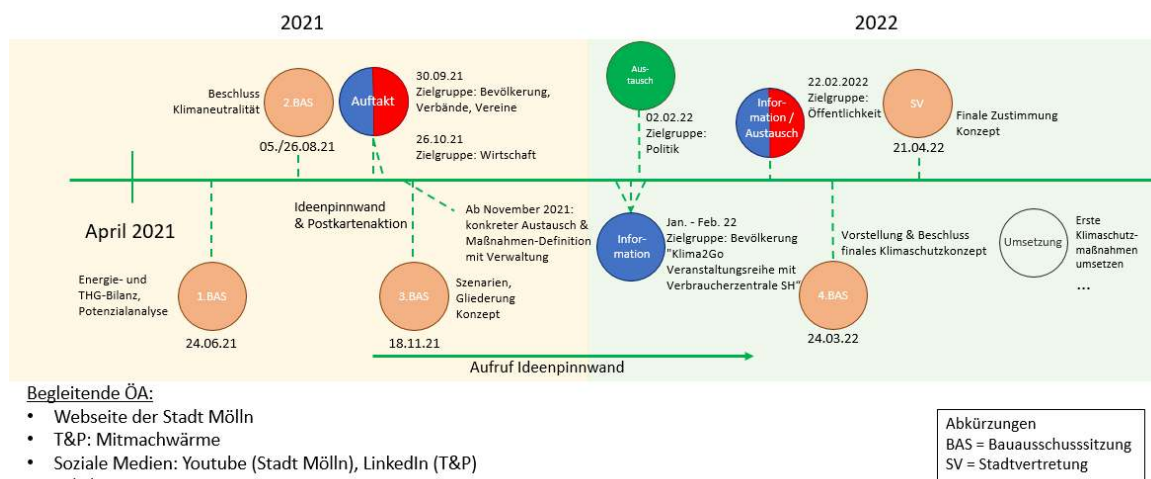 2021
2022
Beschluss
Klimaneutralität
2.BAS
05./26.08.21
Auftakt
30.09.21
Zielgruppe: Bevölkerung,
Verbände, Vereine
26.10.21
Zielgruppe: Wirtschaft
Aus-
tausch
02.02.22
Zielgruppe:
Politik
Infor-
mation /
Austausch
22.02.2022
Zielgruppe:
Öffentlichkeit
SV
21.04.22
Finale Zustimmung
Konzept
April 2021
Ideenpinnwand
& Postkartenaktion
Ab November 2021:
konkreter Austausch &
Maßnahmen-Definition
mit Verwaltung
Infor-
mation
Jan. - Feb. 22
Zielgruppe: Bevölkerung
"Klima2Go
Veranstaltungsreihe mit
Verbraucherzentrale SH"
Vorstellung & Beschluss
finales Klimaschutzkonzept
Umsetzung
Erste
Klimaschutz-
maßnahmen
umsetzen
...
Energie- und
THG-Bilanz,
Potenzialanalyse
1.BAS
24.06.21
3.BAS
18.11.21
Szenarien,
Gliederung
Konzept
4.BAS
24.03.22
Aufruf Ideenpinnwand
Begleitende ÖA:
• Webseite der Stadt Mölln
• T&P: Mitmachwärme
• Soziale Medien: Youtube (Stadt Mölln), LinkedIn (T&P)
Abkürzungen
BAS = Bauausschusssitzung
SV = Stadtvertretung